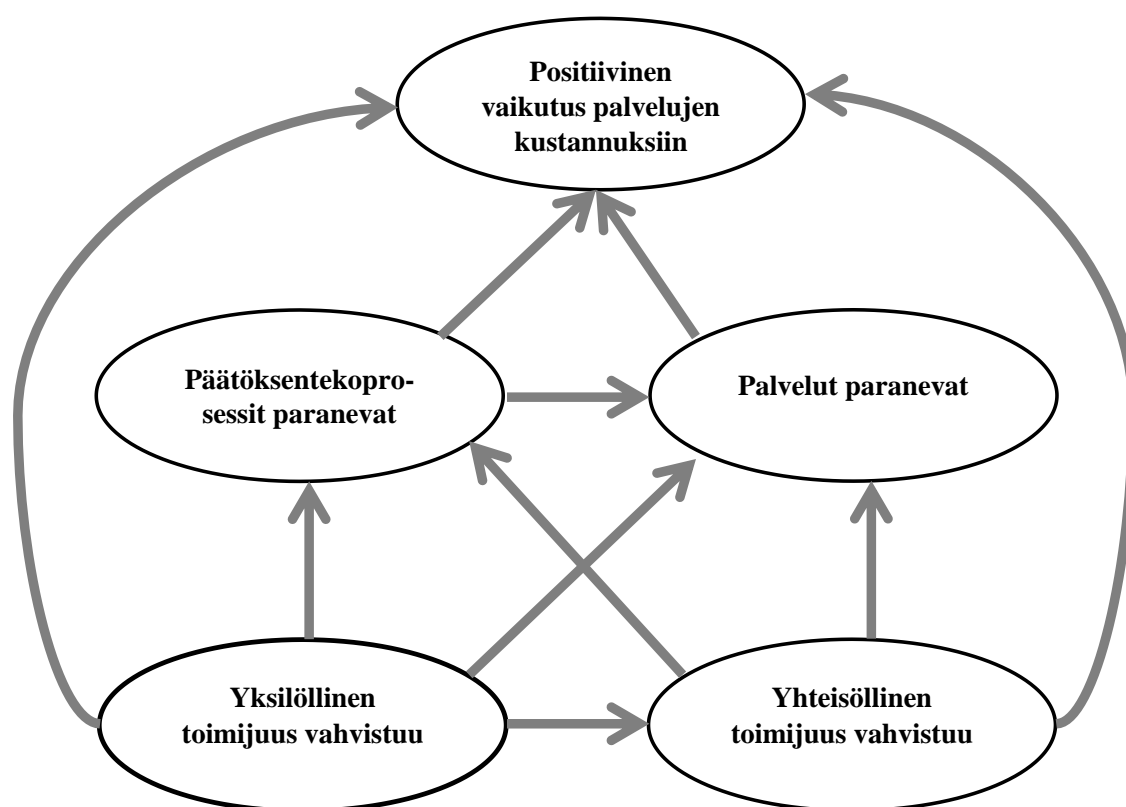 Positiivinen
vaikutus palvelujen
kustannuksiin
Päätöksentekopro-
sessit paranevat
Palvelut paranevat
Yksilöllinen
toimijuus vahvistuu
Yhteisöllinen
toimijuus vahvistuu